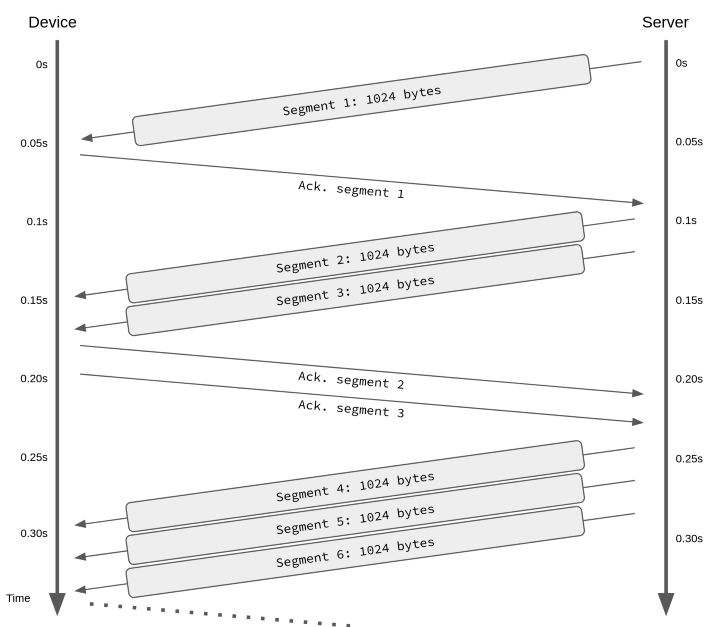 Device
Server
0s
0s
Segment 1: 1024 bytes
0.05s
0.05s
Ack. segment 1
0.1s
0.1s
Segment 2: 1024 bytes
Segment 3: 1024 bytes
0.15s
0.15s
Ack. segment 2
0.20s
0.20s
Ack. segment 3
0.25s
0.25s
Segment 4: 1024 bytes
Segment 5: 1024 bytes
0.30s
0.30s
Segment 6: 1024 bytes
Time